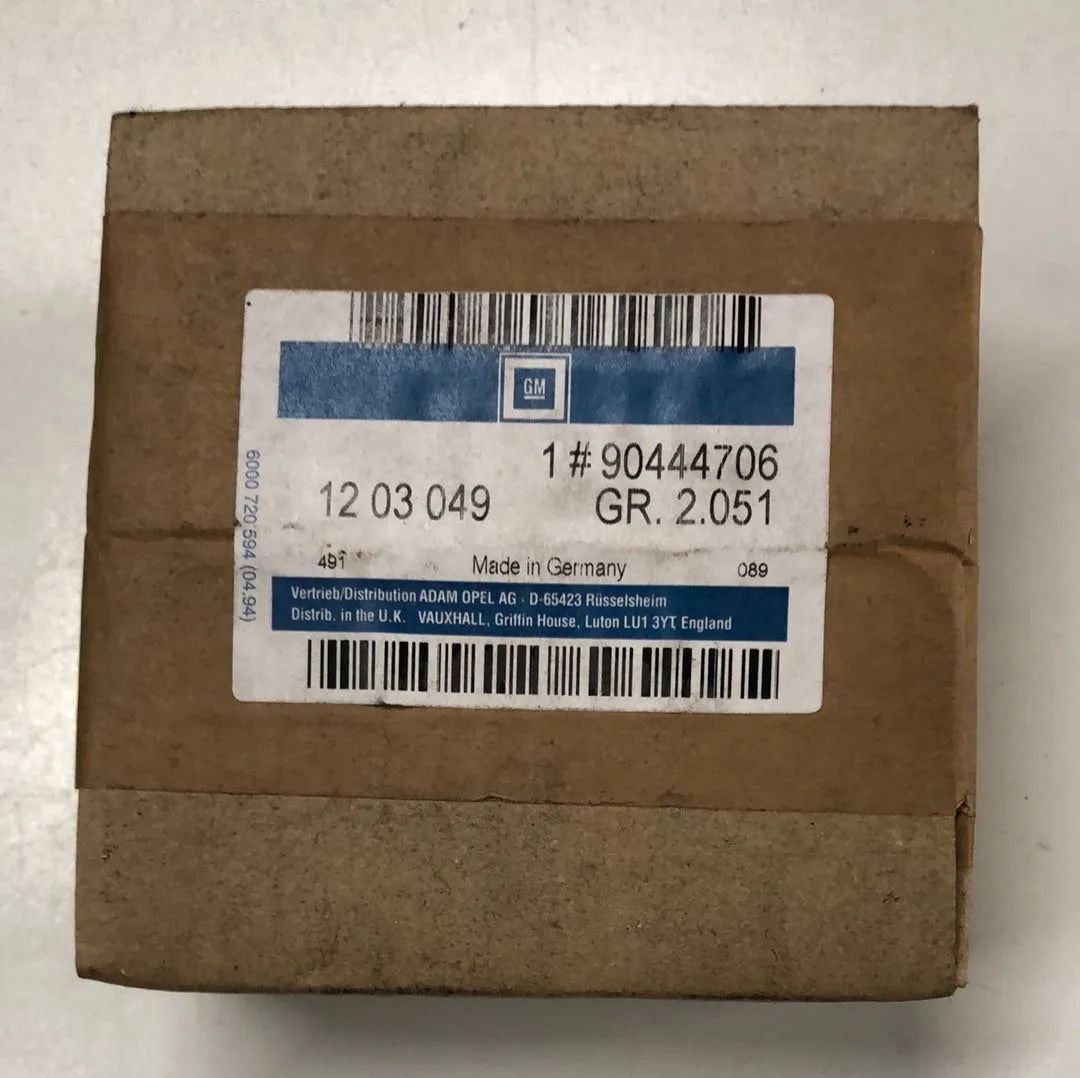 GM
1 # 90444706
12 03 049 GR. 2.051
491 Made in Germany 089
Vertrieb/Distribution ADAM OPEL AG · D-65423 Rüsselsheim
Distrib. in the U.K. VAUXHALL, Griffin House, Luton LU1 3YT, England
6000 720 594 (04.94)